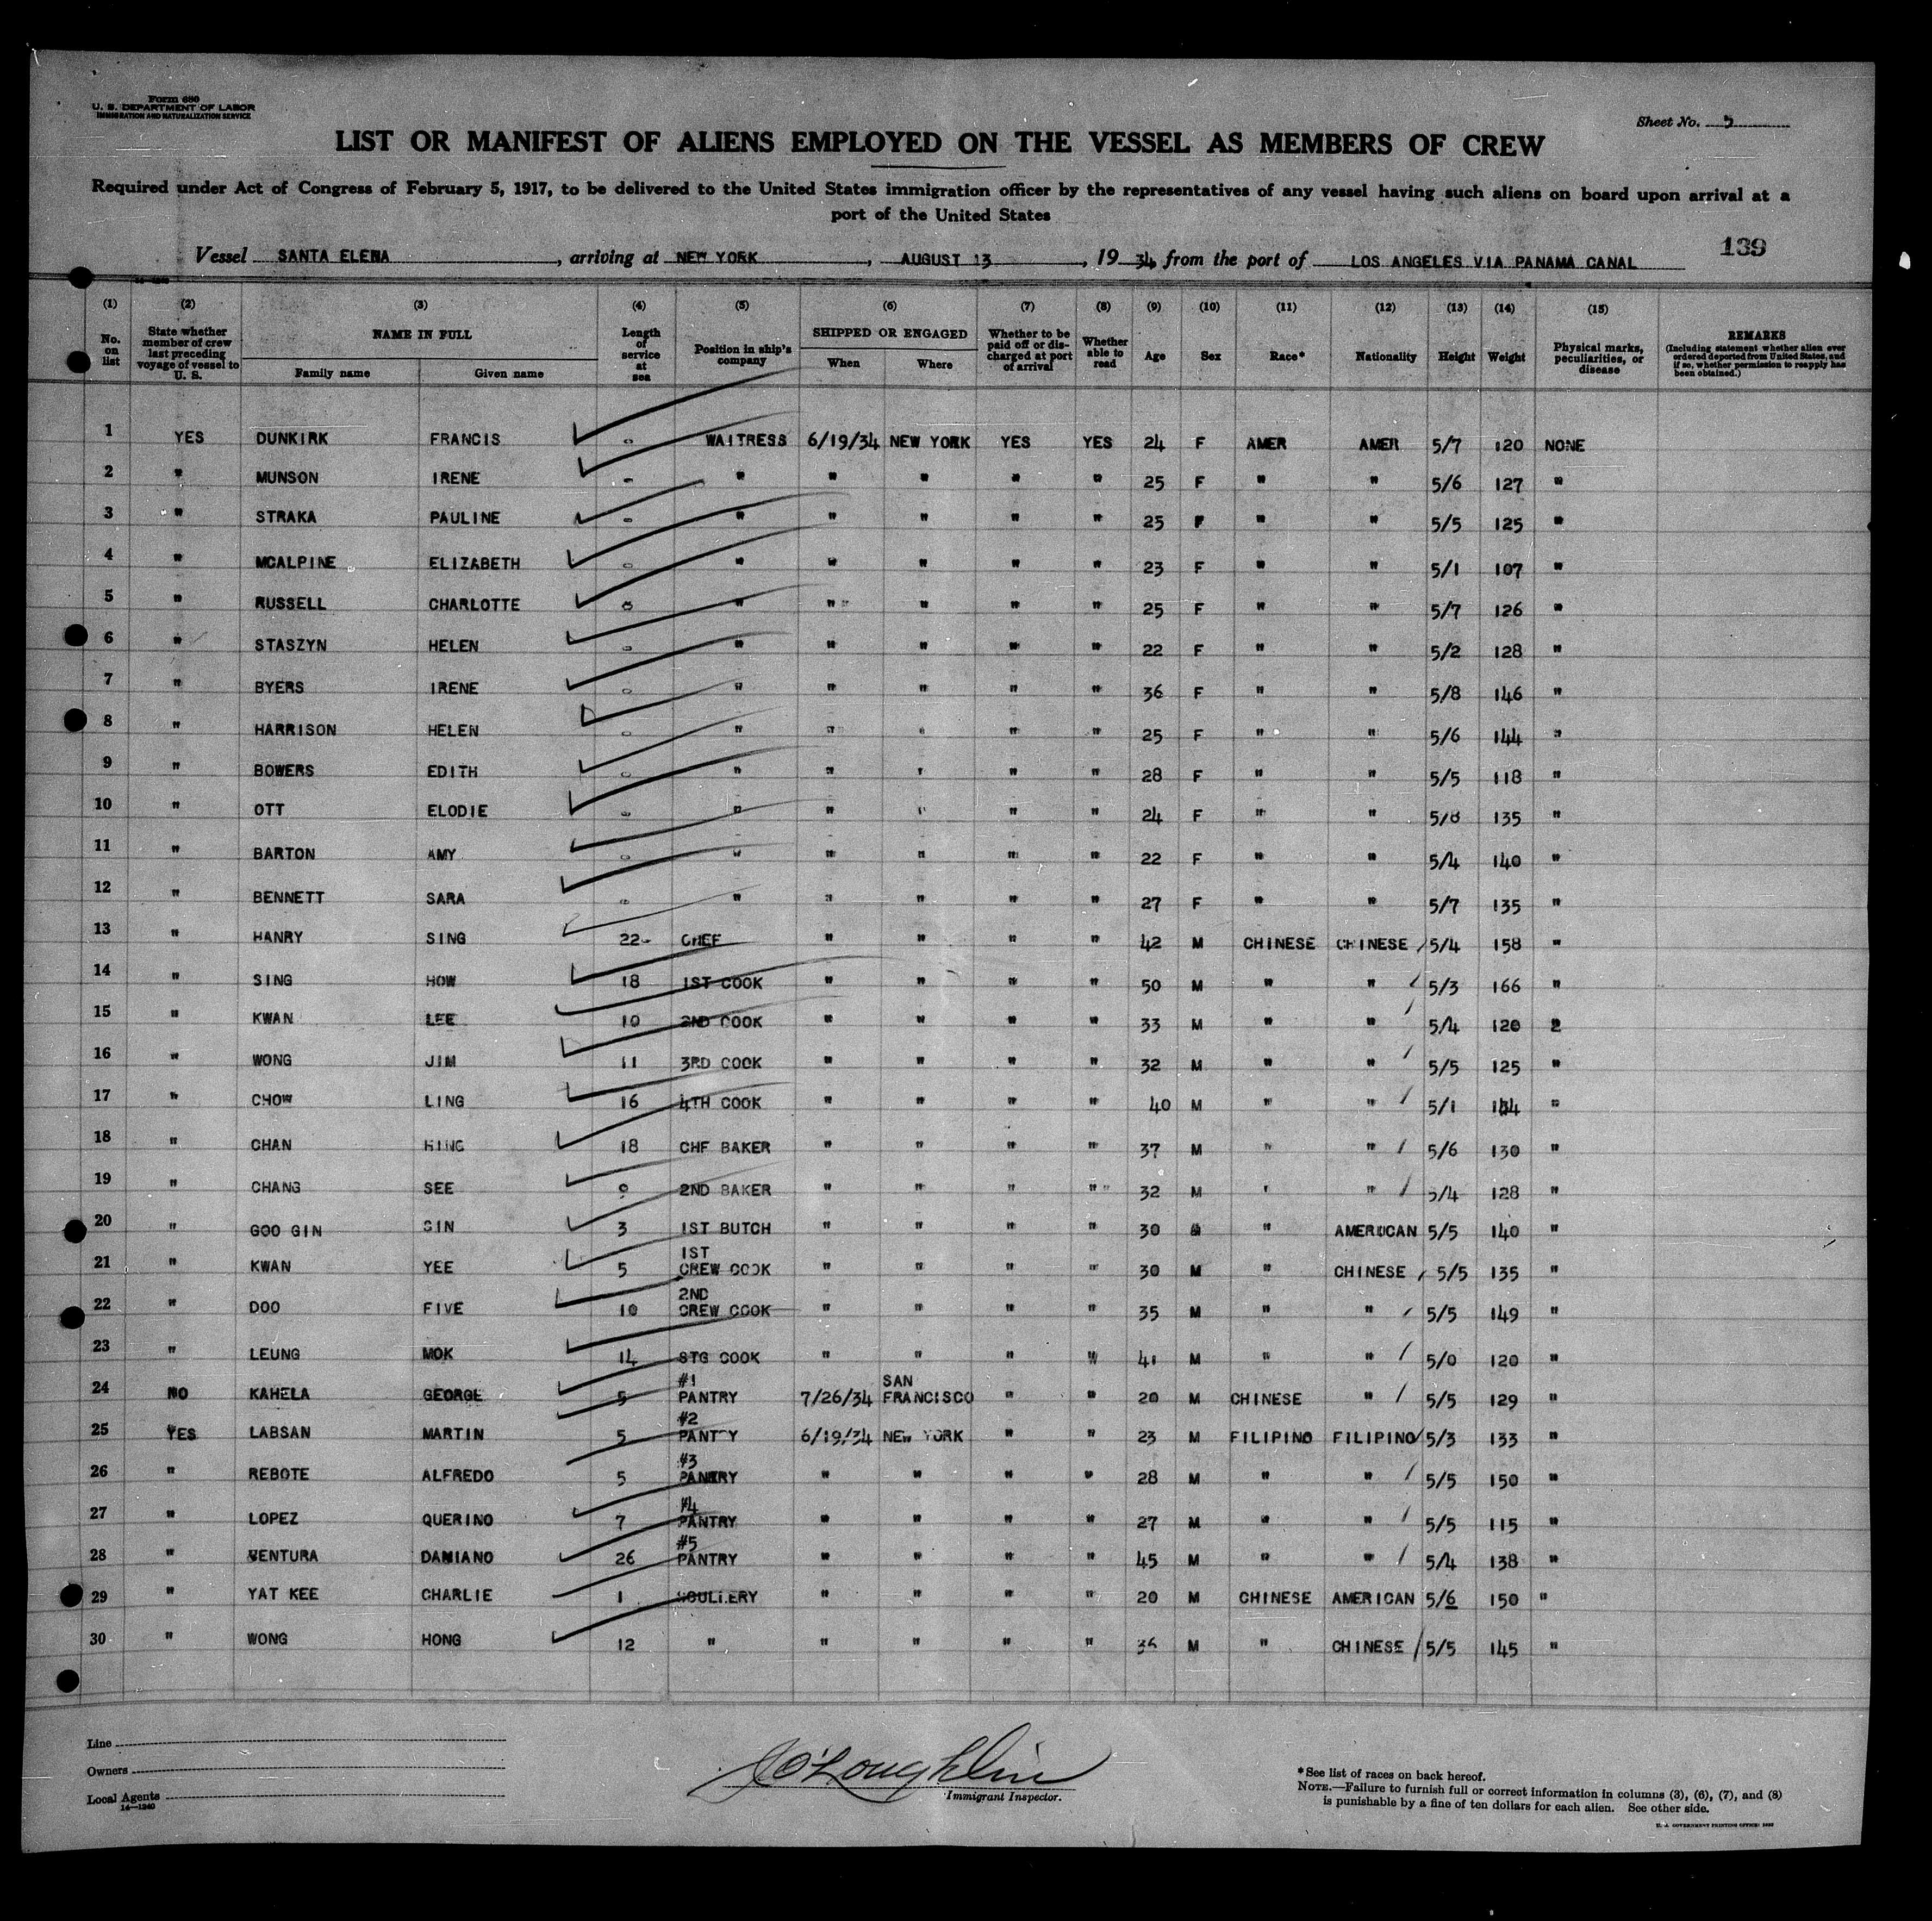 Form 680
U. S. DEPARTMENT OF LABOR
IMMIGRATION AND NATURALIZATION SERVICE
Sheet No. 5
LIST OR MANIFEST OF ALIENS EMPLOYED ON THE VESSEL AS MEMBERS OF CREW
Required under Act of Congress of February 5, 1917, to be delivered to the United States immigration officer by the representatives of any vessel having such aliens on board upon arrival at a
port of the United States
139
Vessel SANTA ELENA, arriving at NEW YORK, AUGUST 13, 1934, from the port of LOS ANGELES VIA PANAMA CANAL
(1) (2) (3) (4) (5) (6) (7) (8) (9) (10) (11) (12) (13) (14) (15)
No. on list
State whether member of crew last preceding voyage of vessel to U. S.
NAME IN FULL
Family name
Given name
Length of service at sea
Position in ship's company
SHIPPED OR ENGAGED
When
Where
Whether to be paid off or discharged at port of arrival
Whether able to read
Age
Sex
Race*
Nationality
Height
Weight
Physical marks, peculiarities, or disease
REMARKS
(Including statement whether alien ever ordered deported from United States, and if so, whether permission to reapply has been obtained.)
1 YES DUNKIRK FRANCIS - WAITRESS 6/19/34 NEW YORK YES YES 24 F AMER AMER 5/7 120 NONE
2 " MUNSON IRENE - " " " " " 25 F " " 5/6 127 "
3 " STRAKA PAULINE - " " " " " 25 F " " 5/5 125 "
4 " MCALPINE ELIZABETH - " " " " " 23 F " " 5/1 107 "
5 " RUSSELL CHARLOTTE - " " " " " 25 F " " 5/7 126 "
6 " STASZYN HELEN - " " " " " 22 F " " 5/2 128 "
7 " BYERS IRENE - " " " " " 36 F " " 5/8 146 "
8 " HARRISON HELEN - " " " " " 25 F " " 5/6 144 "
9 " BOWERS EDITH - " " " " " 28 F " " 5/5 118 "
10 " OTT ELODIE - " " " " " 24 F " " 5/8 135 "
11 " BARTON AMY - " " " " " 22 F " " 5/4 140 "
12 " BENNETT SARA - " " " " " 27 F " " 5/7 135 "
13 " HANRY SING 22- CHEF " " " " 42 M CHINESE CHINESE 5/4 158 "
14 " SING HOW 18 1ST COOK " " " " 50 M " " 5/3 166 "
15 " KWAN LEE 10 2ND COOK " " " " 33 M " " 5/4 120 2
16 " WONG JIM 11 3RD COOK " " " " 32 M " " 5/5 125 "
17 " CHOW LING 16 4TH COOK " " " " 40 M " " 5/1 "
18 " CHAN HING 18 CHF BAKER " " " " 37 M " " 5/6 130 "
19 " CHANG SEE 9 2ND BAKER " " " " 32 M " " 5/4 128 "
20 " GOO GIN SIN 3 1ST BUTCH " " " " 30 " AMERICAN 5/5 140 "
21 " KWAN YEE 5 1ST CREW COOK " " " " 30 M " CHINESE 5/5 135 "
22 " DOO FIVE 10 2ND CREW COOK " " " " 35 M " " 5/5 149 "
23 " LEUNG MOK 14 STG COOK " " " " 41 M " " 5/0 120 "
24 NO KAHELA GEORGE 5 #1 PANTRY 7/26/34 SAN FRANCISCO " " 20 M CHINESE " 5/5 129 "
25 YES LABSAN MARTIN 5 #2 PANTRY 6/19/34 NEW YORK " " 23 M FILIPINO FILIPINO 5/3 133 "
26 " REBOTE ALFREDO 5 #3 PANTRY " " " " 28 M " " 5/5 150 "
27 " LOPEZ QUERINO 7 #4 PANTRY " " " " 27 M " " 5/5 115 "
28 " VENTURA DAMIANO 26 #5 PANTRY " " " " 45 M " " 5/4 138 "
29 " YAT KEE CHARLIE 1 SCULLERY " " " " 20 M CHINESE AMERICAN 5/6 150 "
30 " WONG HONG 12 " " " " " 36 M " CHINESE 5/5 145 "
Line
Owners
Local Agents
14—1240
JO'Loughlin
Immigrant Inspector.
*See list of races on back hereof.
NOTE.—Failure to furnish full or correct information in columns (3), (6), (7), and (8)
is punishable by a fine of ten dollars for each alien. See other side.
U. S. GOVERNMENT PRINTING OFFICE: 1933